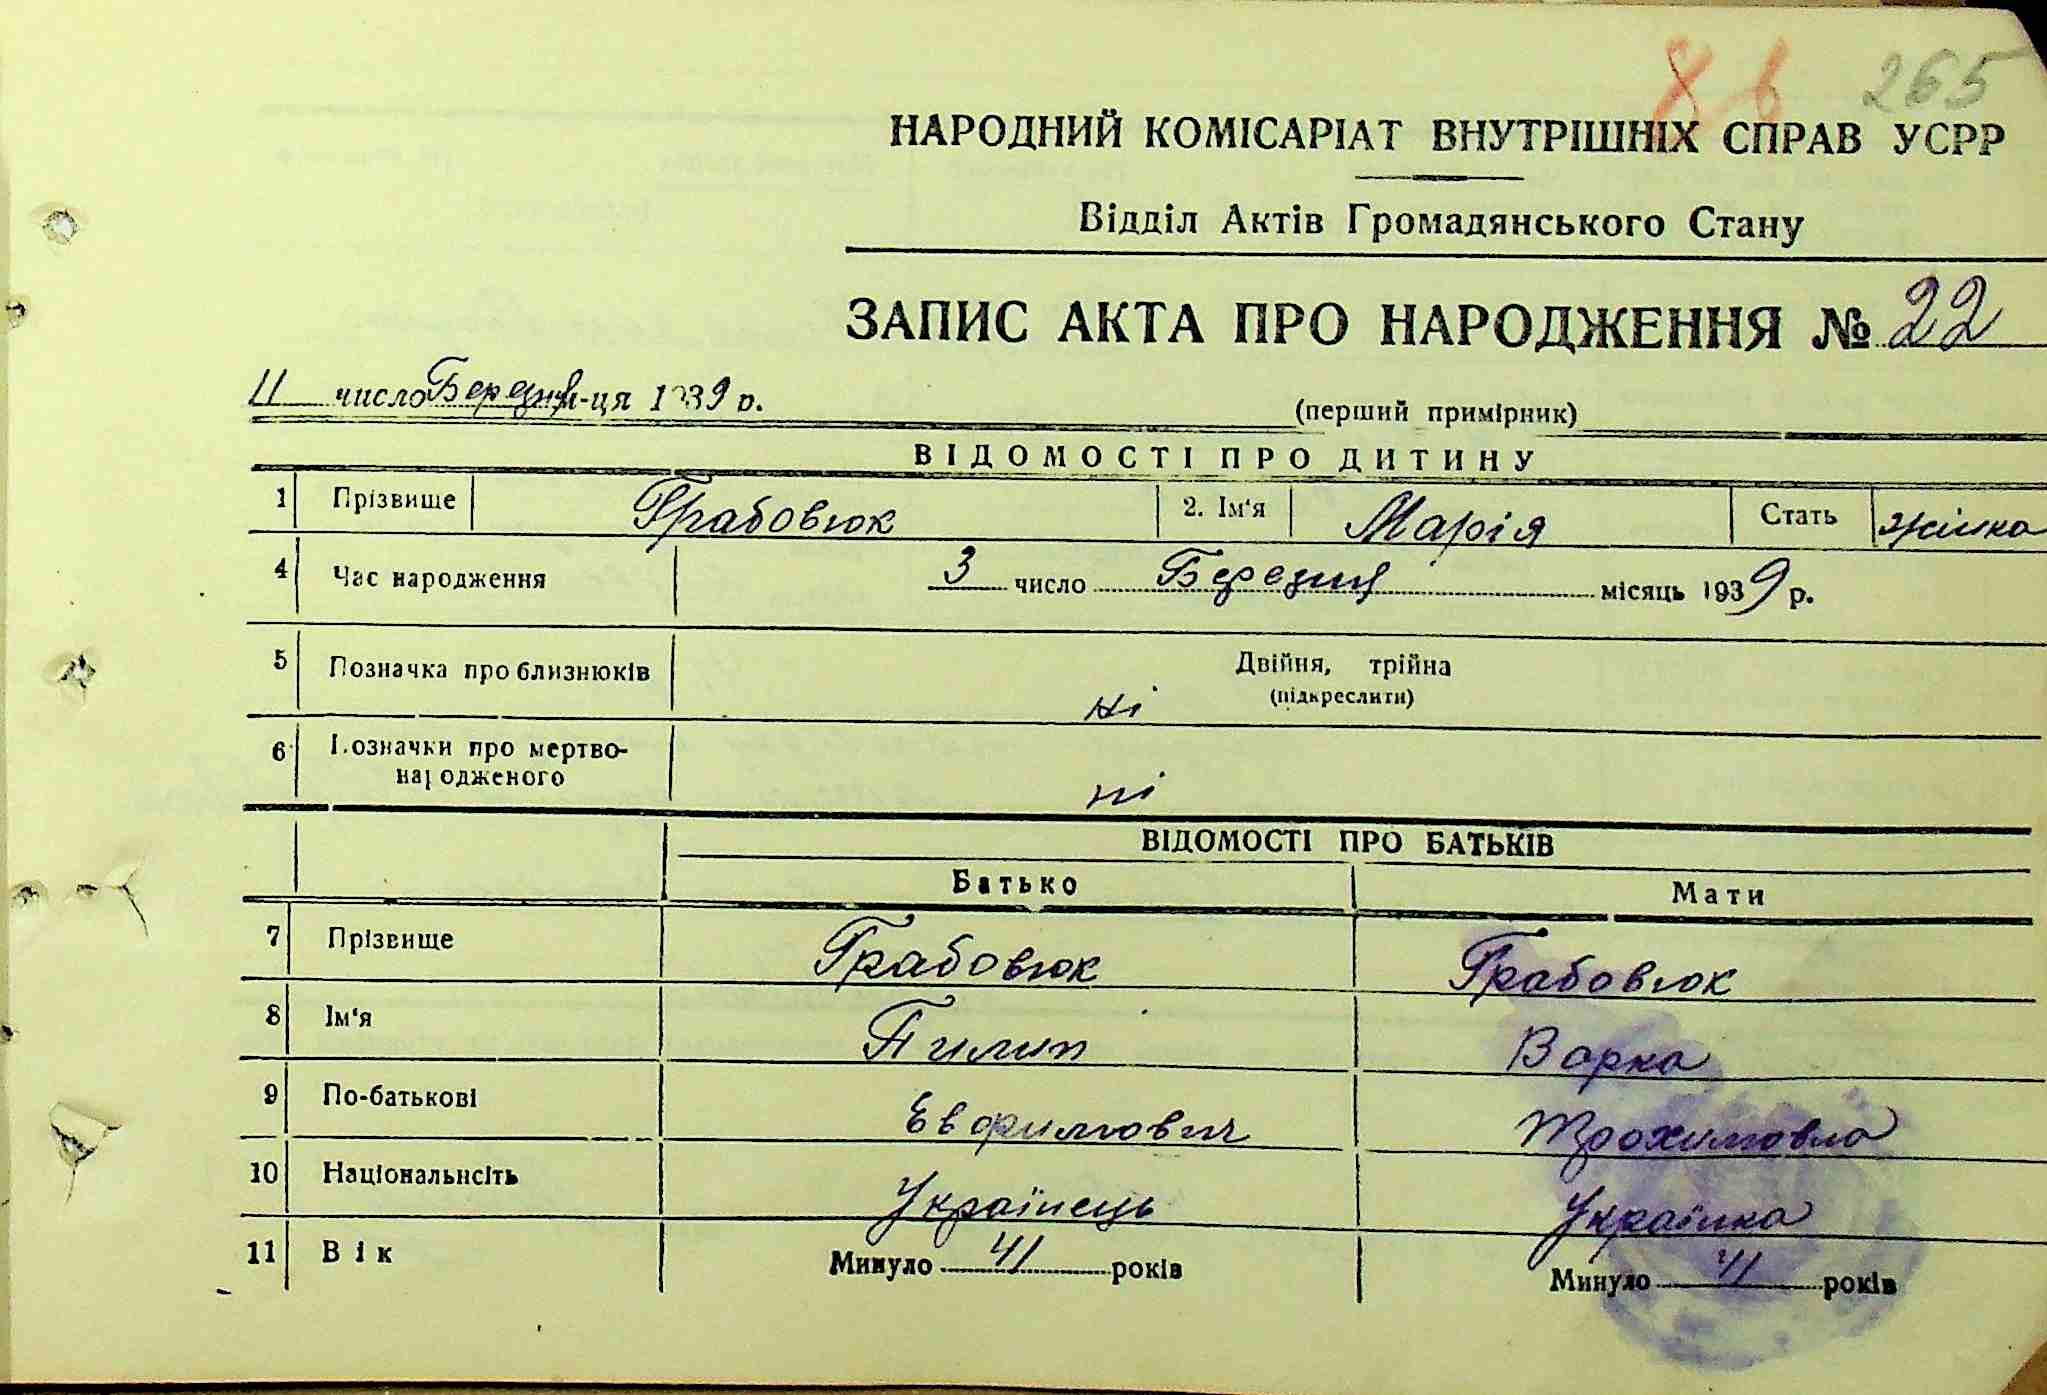 86 265
НАРОДНИЙ КОМІСАРІАТ ВНУТРІШНІХ СПРАВ УСРР
Відділ Актів Громадянського Стану
ЗАПИС АКТА ПРО НАРОДЖЕННЯ № 22
11 число Березня м-ця 1939 р.
(перший примірник)
ВІДОМОСТІ ПРО ДИТИНУ
1 Прізвище Грабовюк 2. Ім'я Марія Стать жінка
4 Час народження 3 число Березня місяць 1939 р.
5 Позначка про близнюків Двійня, трійна
(підкреслити)
ні
6 Позначки про мертво-
народженого ні
ВІДОМОСТІ ПРО БАТЬКІВ
Батько Мати
7 Прізвище Грабовюк Грабовюк
8 Ім'я Пилип Варка
9 По-батькові Евфимович Трохимовна
10 Національнсіть Українець Українка
11 Вік Минуло 41 років Минуло 41 років